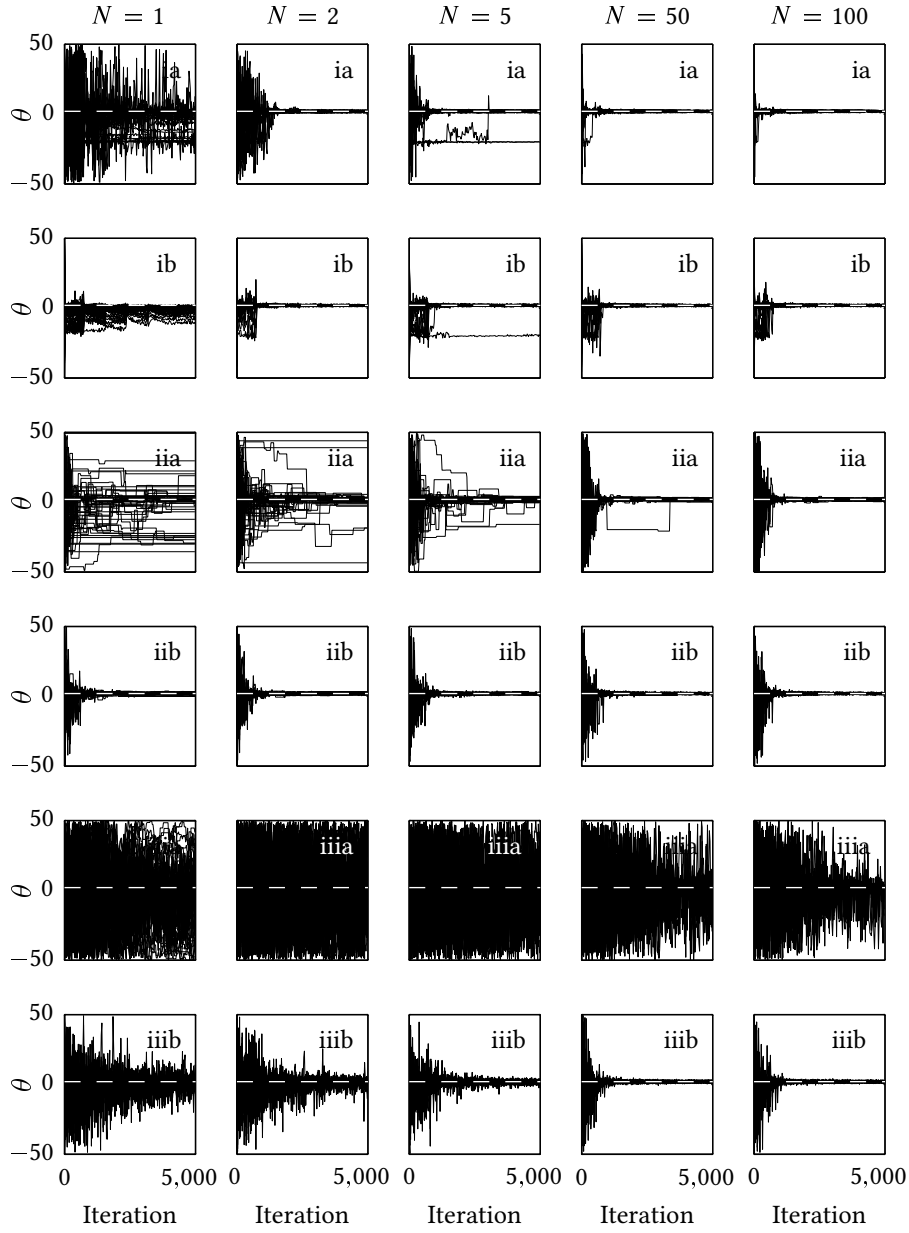 N = 1 N = 2 N = 5 N = 50 N = 100
50
ia ia ia ia ia
θ 0
−50
50
ib ib ib ib ib
θ 0
−50
50
iia iia iia iia iia
θ 0
−50
50
iib iib iib iib iib
θ 0
−50
50
iiia iiia iiia iiia
θ 0
−50
50
iiib iiib iiib iiib iiib
θ 0
−50
0 5,000 0 5,000 0 5,000 0 5,000 0 5,000
Iteration Iteration Iteration Iteration Iteration